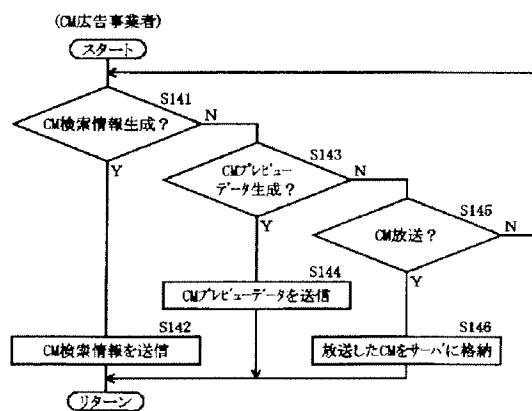 (CM広告事業者)
スタート
S141
CM検索情報生成？
N
Y
S143
CMプレビュー
データ生成？
N
Y
S145
CM放送？
N
Y
S144
CMプレビューデータを送信
S142
CM検索情報を送信
S146
放送したCMをサーバに格納
リターン